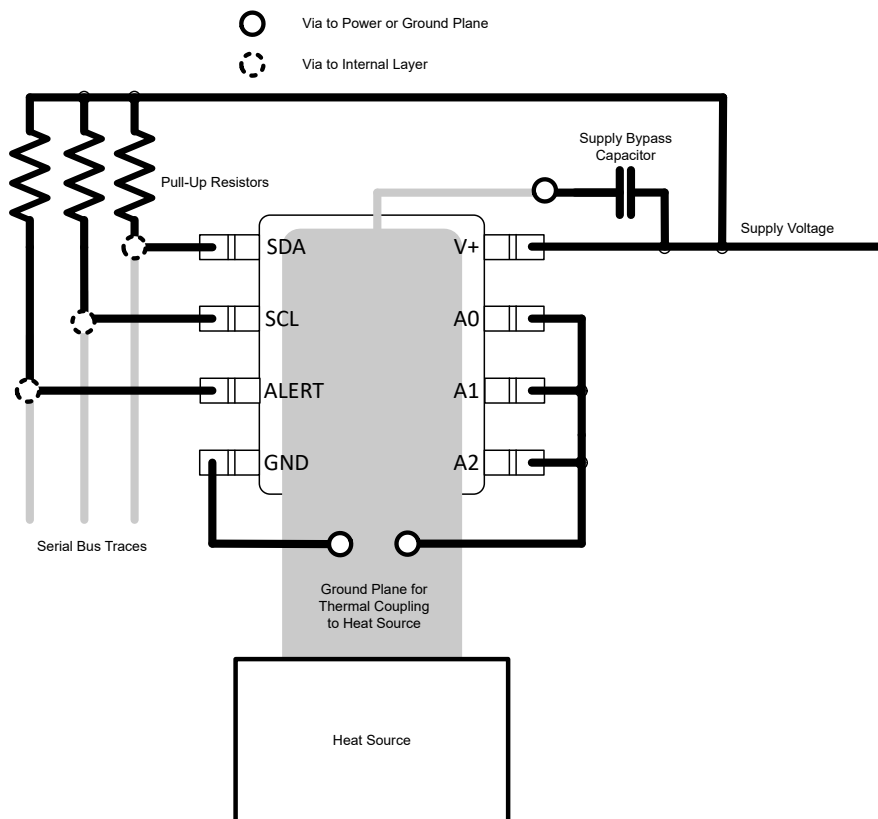 Via to Power or Ground Plane
Via to Internal Layer
Supply Bypass
Capacitor
Pull-Up Resistors
Supply Voltage
SDA
V+
SCL
A0
ALERT
A1
GND
A2
Serial Bus Traces
Ground Plane for
Thermal Coupling
to Heat Source
Heat Source